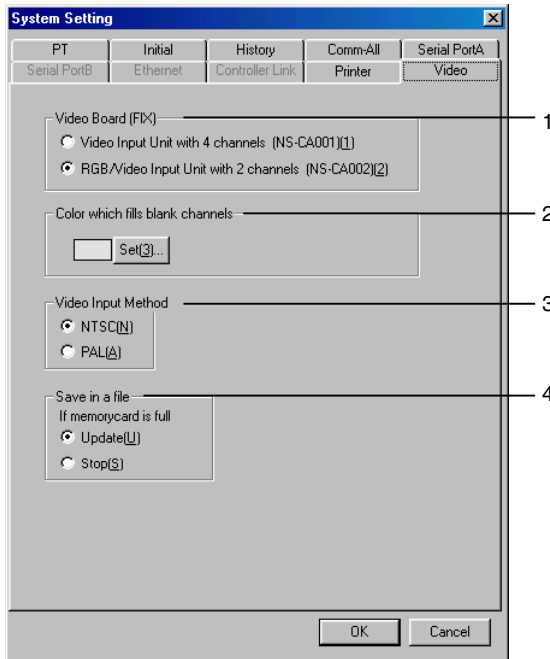 System Setting
PT Initial History Comm-All Serial PortA
Serial PortB Ethernet Controller Link Printer Video
Video Board (FIX) 1
Video Input Unit with 4 channels (NS-CA001)(1)
RGB/Video Input Unit with 2 channels (NS-CA002)(2)
Color which fills blank channels 2
Set(3)...
Video Input Method 3
NTSC(N)
PAL(A)
Save in a file 4
If memorycard is full
Update(U)
Stop(S)
OK Cancel